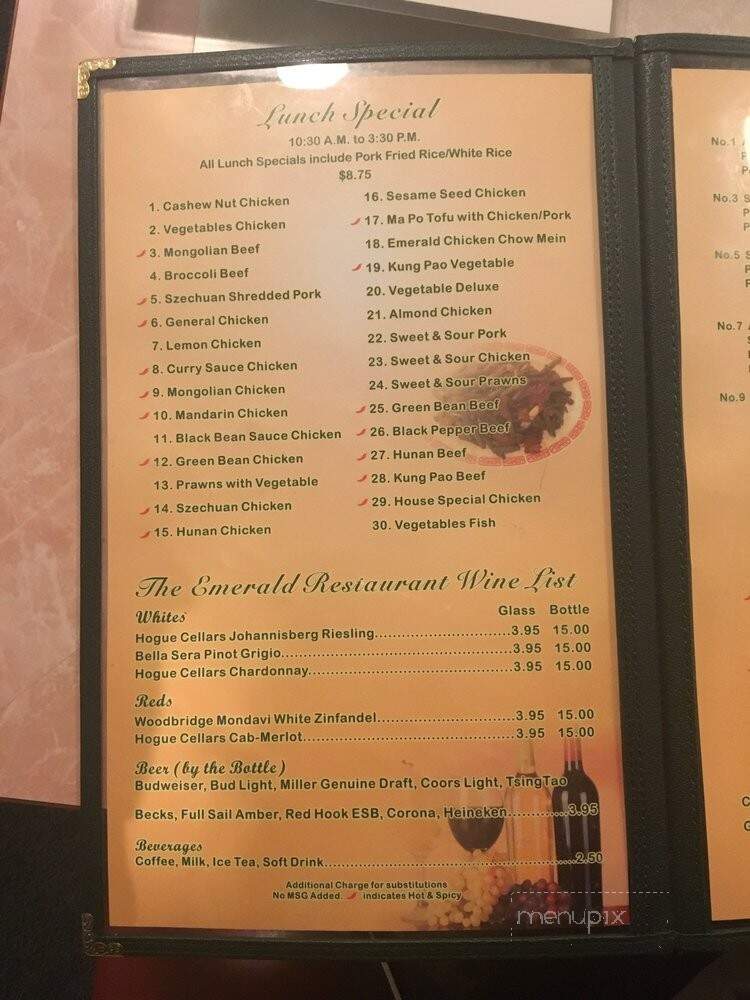 Lunch Special
10:30 A.M. to 3:30 P.M.
All Lunch Specials include Pork Fried Rice/White Rice
$8.75
1. Cashew Nut Chicken
2. Vegetables Chicken
3. Mongolian Beef
4. Broccoli Beef
5. Szechuan Shredded Pork
6. General Chicken
7. Lemon Chicken
8. Curry Sauce Chicken
9. Mongolian Chicken
10. Mandarin Chicken
11. Black Bean Sauce Chicken
12. Green Bean Chicken
13. Prawns with Vegetable
14. Szechuan Chicken
15. Hunan Chicken
16. Sesame Seed Chicken
17. Ma Po Tofu with Chicken/Pork
18. Emerald Chicken Chow Mein
19. Kung Pao Vegetable
20. Vegetable Deluxe
21. Almond Chicken
22. Sweet & Sour Pork
23. Sweet & Sour Chicken
24. Sweet & Sour Prawns
25. Green Bean Beef
26. Black Pepper Beef
27. Hunan Beef
28. Kung Pao Beef
29. House Special Chicken
30. Vegetables Fish
The Emerald Restaurant Wine List
Whites Glass Bottle
Hogue Cellars Johannisberg Riesling..............................3.95 15.00
Bella Sera Pinot Grigio..................................................3.95 15.00
Hogue Cellars Chardonnay.............................................3.95 15.00
Reds
Woodbridge Mondavi White Zinfandel..............................3.95 15.00
Hogue Cellars Cab-Merlot..............................................3.95 15.00
Beer (by the Bottle)
Budweiser, Bud Light, Miller Genuine Draft, Coors Light, TsingTao
Becks, Full Sail Amber, Red Hook ESB, Corona, Heineken.............3.95
Beverages
Coffee, Milk, Ice Tea, Soft Drink.......................................................2.50
Additional Charge for substitutions
No MSG Added. indicates Hot & Spicy
menupix
No.1
No.3 S
No.5 S
No.7
No.9